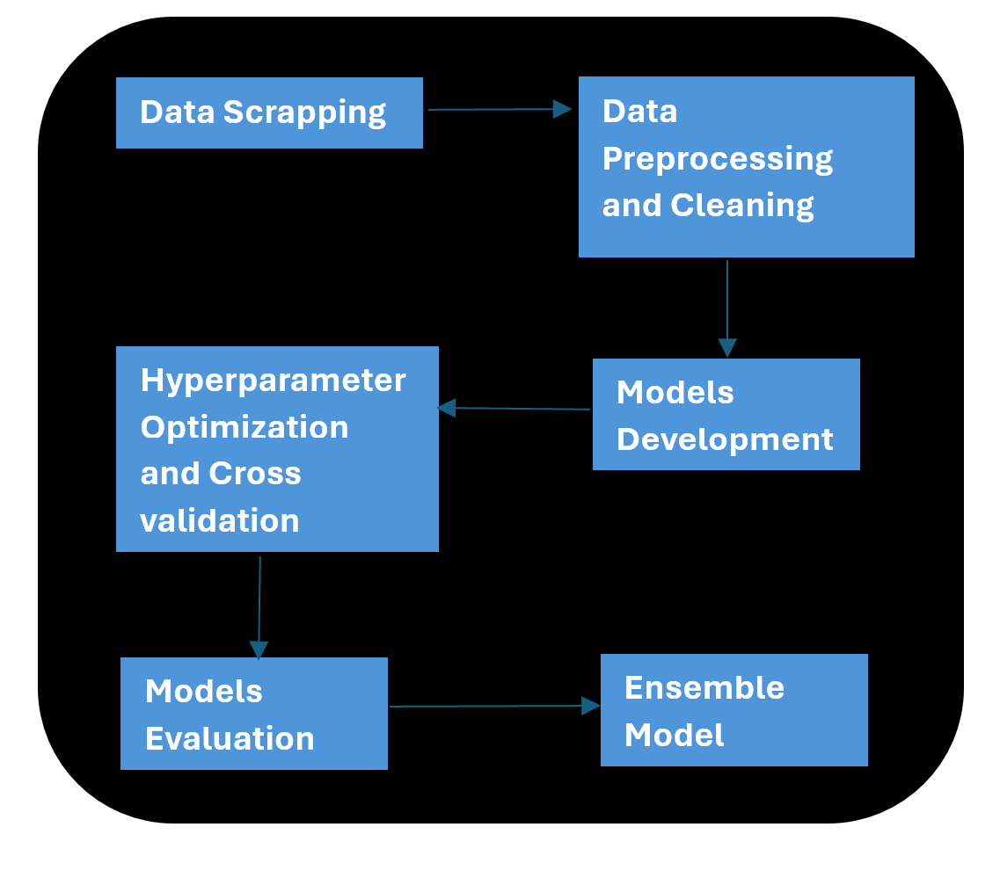 Data Scrapping
Data
Preprocessing
and Cleaning
Models
Development
Hyperparameter
Optimization
and Cross
validation
Models
Evaluation
Ensemble
Model